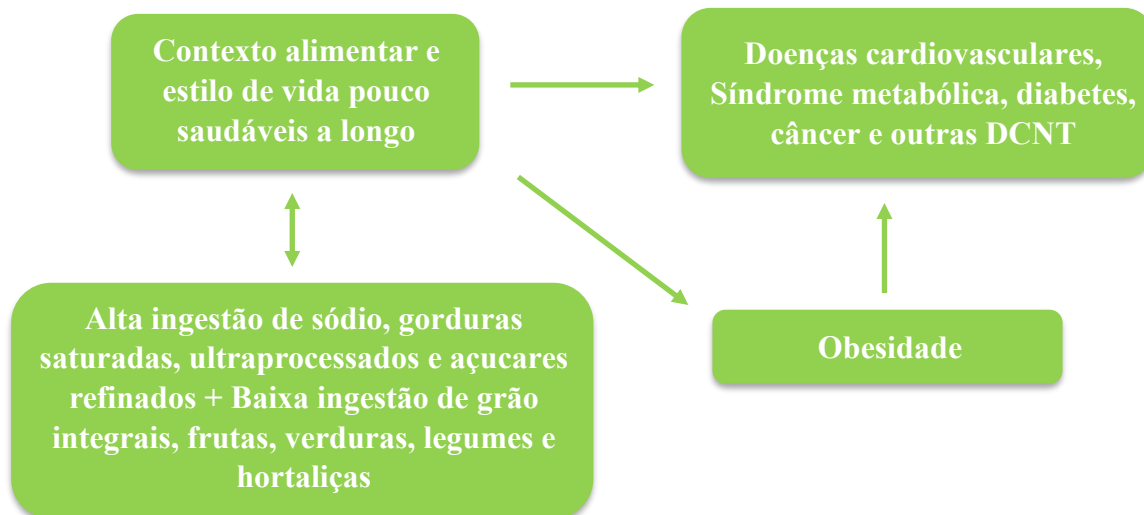 Contexto alimentar e
estilo de vida pouco
saudáveis a longo
Doenças cardiovasculares,
Síndrome metabólica, diabetes,
câncer e outras DCNT
Alta ingestão de sódio, gorduras
saturadas, ultraprocessados e açucares
refinados + Baixa ingestão de grão
integrais, frutas, verduras, legumes e
hortaliças
Obesidade